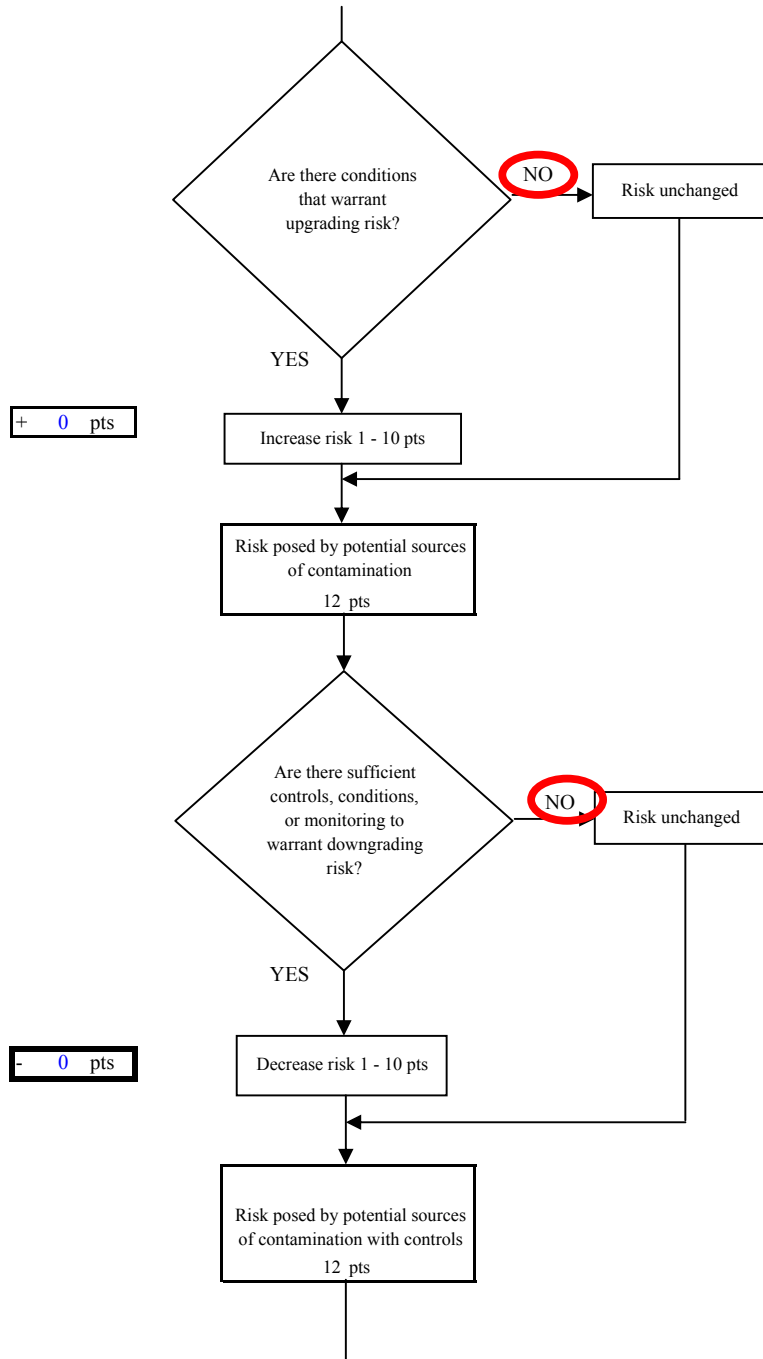 Are there conditions
that warrant
upgrading risk?
NO
Risk unchanged
YES
+ 0 pts
Increase risk 1 - 10 pts
Risk posed by potential sources
of contamination
12 pts
Are there sufficient
controls, conditions,
or monitoring to
warrant downgrading
risk?
NO
Risk unchanged
YES
- 0 pts
Decrease risk 1 - 10 pts
Risk posed by potential sources
of contamination with controls
12 pts